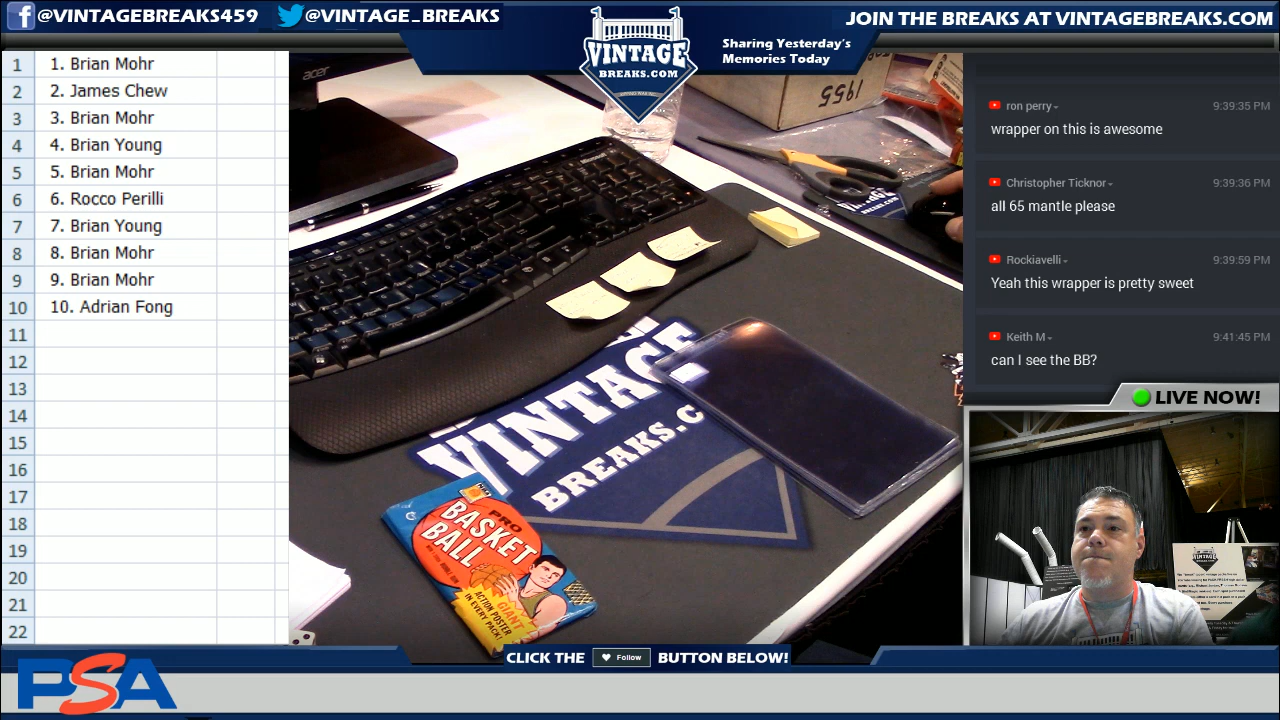 @VINTAGEBREAKS459
@VINTAGE_BREAKS
VINTAGE
BREAKS.COM
Sharing Yesterday's
Memories Today
JOIN THE BREAKS AT VINTAGEBREAKS.COM
1 1. Brian Mohr
2 2. James Chew
3 3. Brian Mohr
4 4. Brian Young
5 5. Brian Mohr
6 6. Rocco Perilli
7 7. Brian Young
8 8. Brian Mohr
9 9. Brian Mohr
10 10. Adrian Fong
11
12
13
14
15
16
17
18
19
20
21
22
acer
1955
Microsoft
VINTAGE
BREAKS.C
PRO
BASKET
BALL
GIANT
ACTION POSTER
IN EVERY PACK!
ron perry
9:39:35 PM
wrapper on this is awesome
Christopher Ticknor
9:39:36 PM
all 65 mantle please
Rockiavelli
9:39:59 PM
Yeah this wrapper is pretty sweet
Keith M
9:41:45 PM
can I see the BB?
LIVE NOW!
VINTAGE
CLICK THE Follow BUTTON BELOW!
PSA